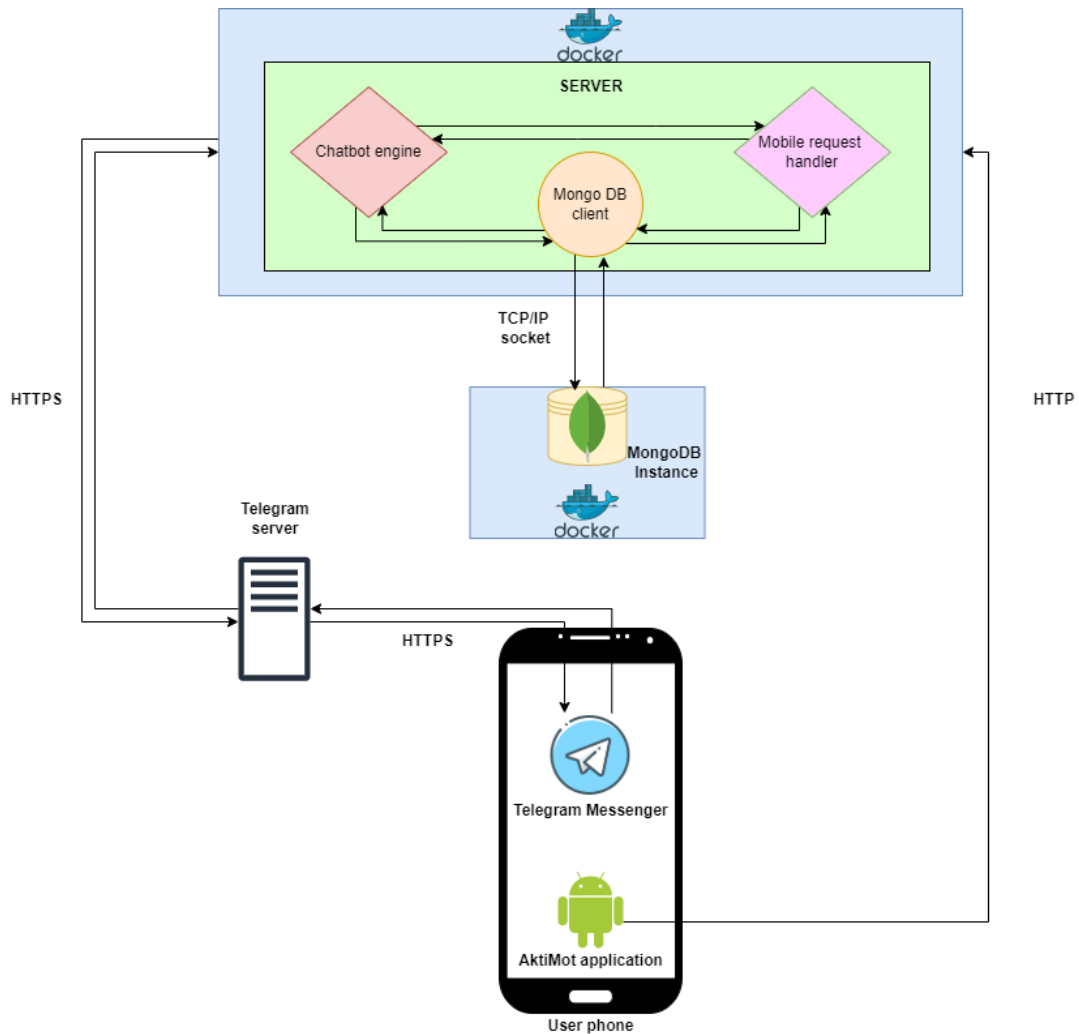 docker
SERVER
Chatbot engine
Mobile request
handler
Mongo DB
client
TCP/IP
socket
HTTPS
HTTP
MongoDB
Instance
docker
Telegram
server
HTTPS
Telegram Messenger
AktiMot application
User phone